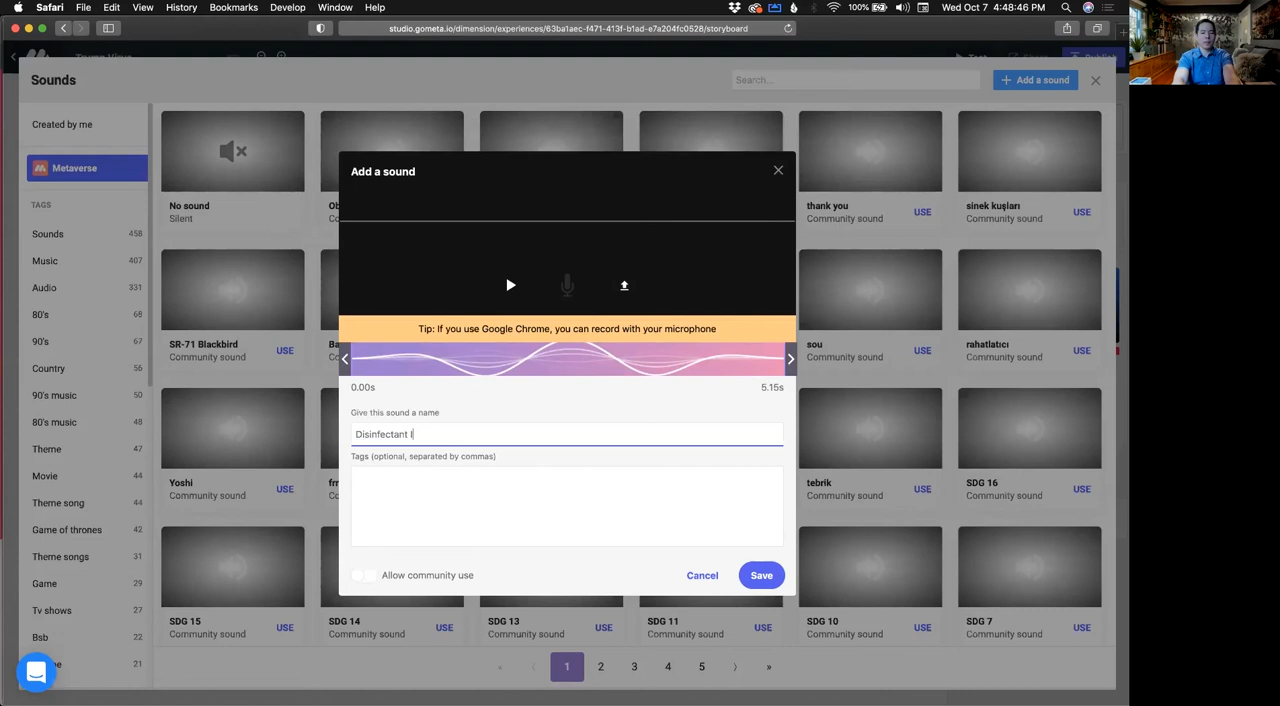 Safari File Edit View History Bookmarks Develop Window Help 100% Wed Oct 7 4:48:46 PM
studio.gometa.io/dimension/experiences/63ba1aec-f471-413f-b1ad-e7a204fc0528/storyboard
Sounds
Search...
+ Add a sound
Created by me
Metaverse
TAGS
Sounds 458
Music 407
Audio 331
80's 68
90's 67
Country 56
90's music 50
80's music 50
Theme 47
Movie 44
Theme song 44
Game of thrones 42
Theme songs 31
Game 29
Tv shows 27
Bsb 22
21
No sound
Silent
thank you
Community sound
USE
sinek kuşları
Community sound
USE
SR-71 Blackbird
Community sound
USE
sou
Community sound
USE
rahatlatıcı
Community sound
USE
Yoshi
Community sound
USE
tebrik
Community sound
USE
SDG 16
Community sound
USE
SDG 15
Community sound
USE
SDG 14
Community sound
USE
SDG 13
Community sound
USE
SDG 11
Community sound
USE
SDG 10
Community sound
USE
SDG 7
Community sound
USE
Add a sound
Tip: If you use Google Chrome, you can record with your microphone
0.00s 5.15s
Give this sound a name
Disinfectant I
Tags (optional, separated by commas)
Allow community use
Cancel
Save
« ‹ 1 2 3 4 5 › »